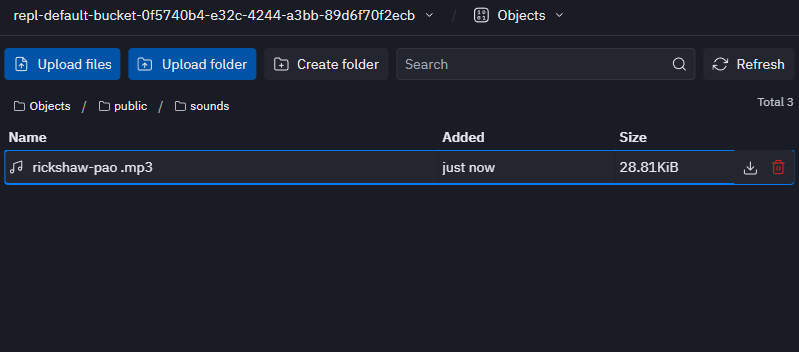 repl-default-bucket-0f5740b4-e32c-4244-a3bb-89d6f70f2ecb / Objects
Upload files Upload folder Create folder Search Refresh
Objects / public / sounds Total 3
Name Added Size
rickshaw-pao .mp3 just now 28.81KiB